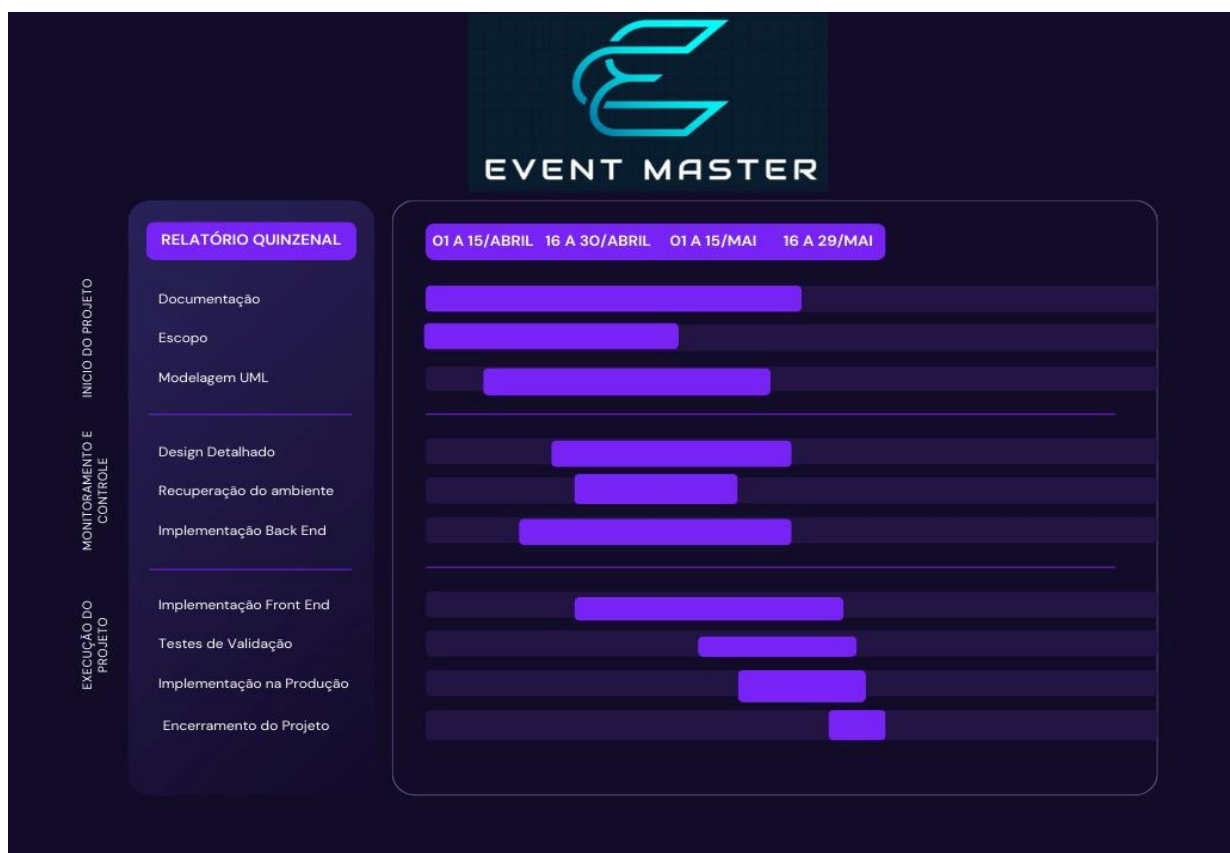 EVENT MASTER
RELATÓRIO QUINZENAL
01 A 15/ABRIL 16 A 30/ABRIL 01 A 15/MAI 16 A 29/MAI
INICIO DO PROJETO
Documentação
Escopo
Modelagem UML
MONITORAMENTO E
CONTROLE
Design Detalhado
Recuperação do ambiente
Implementação Back End
EXECUÇÃO DO
PROJETO
Implementação Front End
Testes de Validação
Implementação na Produção
Encerramento do Projeto